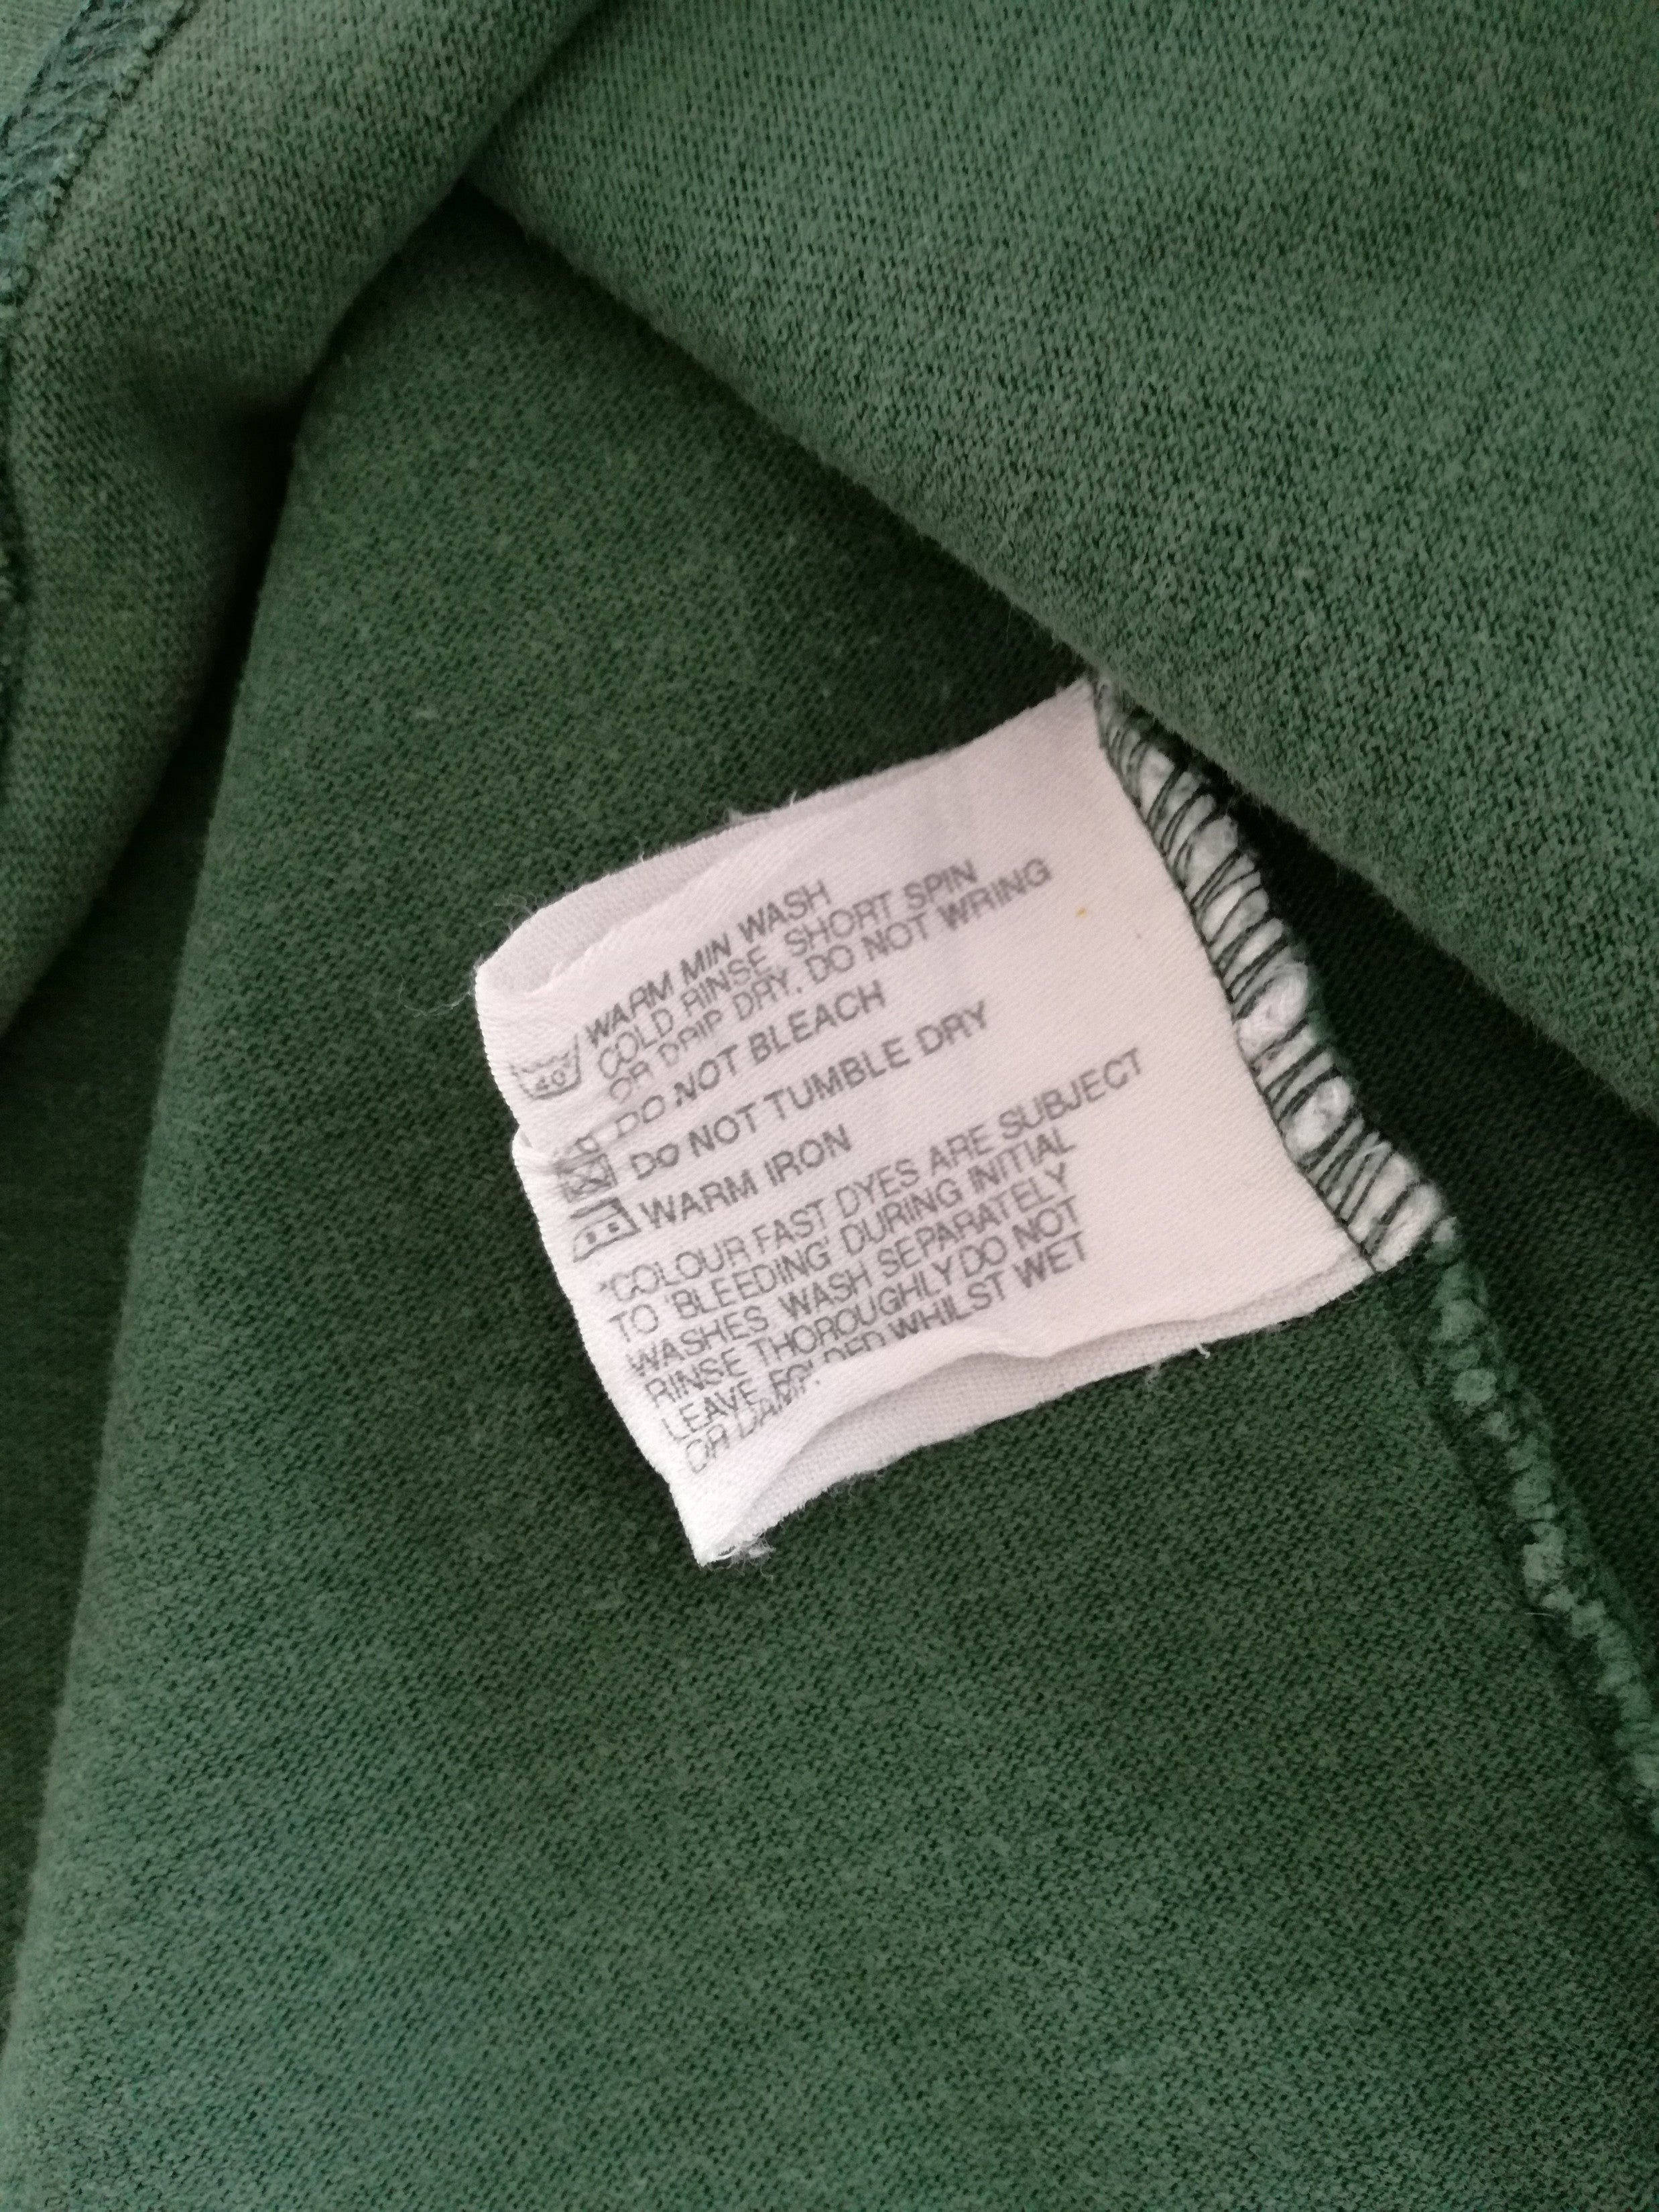 WARM MIN WASH
COLD RINSE, SHORT SPIN
OR DRIP DRY. DO NOT WRING
40
DO NOT BLEACH
DO NOT TUMBLE DRY
WARM IRON
"COLOUR FAST DYES ARE SUBJECT
TO 'BLEEDING' DURING INITIAL
WASHES. WASH SEPARATELY
RINSE THOROUGHLY DO NOT
LEAVE FOLDED WHILST WET
OR DAMP.